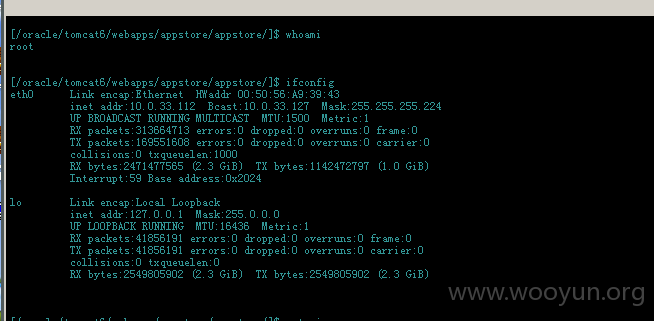 [/oracle/tomcat6/webapps/appstore/appstore/]$ whoami
root
[/oracle/tomcat6/webapps/appstore/appstore/]$ ifconfig
eth0 Link encap:Ethernet HWaddr 00:50:56:A9:39:43
inet addr:10.0.33.112 Bcast:10.0.33.127 Mask:255.255.255.224
UP BROADCAST RUNNING MULTICAST MTU:1500 Metric:1
RX packets:313664713 errors:0 dropped:0 overruns:0 frame:0
TX packets:169551608 errors:0 dropped:0 overruns:0 carrier:0
collisions:0 txqueuelen:1000
RX bytes:2471477565 (2.3 GiB) TX bytes:1142472797 (1.0 GiB)
Interrupt:59 Base address:0x2024
lo Link encap:Local Loopback
inet addr:127.0.0.1 Mask:255.0.0.0
UP LOOPBACK RUNNING MTU:16436 Metric:1
RX packets:41856191 errors:0 dropped:0 overruns:0 frame:0
TX packets:41856191 errors:0 dropped:0 overruns:0 carrier:0
collisions:0 txqueuelen:0
RX bytes:2549805902 (2.3 GiB) TX bytes:2549805902 (2.3 GiB)
www.wooyun.org